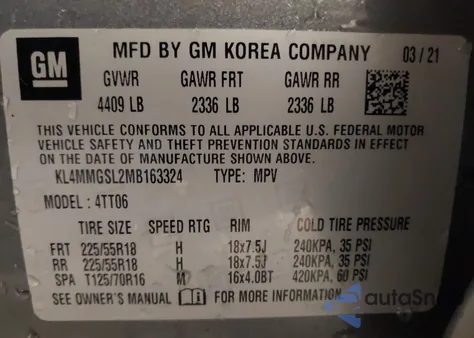 GM
MFD BY GM KOREA COMPANY 03/21
GVWR GAWR FRT GAWR RR
4409 LB 2336 LB 2336 LB
THIS VEHICLE CONFORMS TO ALL APPLICABLE U.S. FEDERAL MOTOR
VEHICLE SAFETY AND THEFT PREVENTION STANDARDS IN
EFFECT ON THE DATE OF MANUFACTURE SHOWN ABOVE.
KL4MMGSL2MB163324 TYPE: MPV
MODEL: 4TT06
TIRE SIZE SPEED RTG RIM COLD TIRE PRESSURE
FRT 225/55R18 H 18x7.5J 240KPA, 35 PSI
RR 225/55R18 H 18x7.5J 240KPA, 35 PSI
SPA T125/70R16 M 16x4.0BT 420KPA, 60 PSI
SEE OWNER'S MANUAL FOR MORE INFORMATION